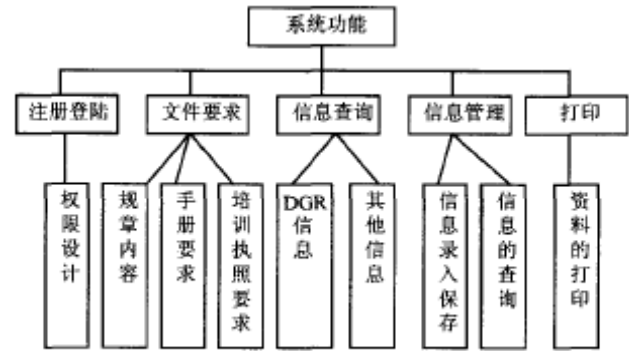 系统功能
注册登陆
文件要求
信息查询
信息管理
打印
权限设计
规章内容
手册要求
培训执照要求
DGR信息
其他信息
信息录入保存
信息的查询
资料的打印